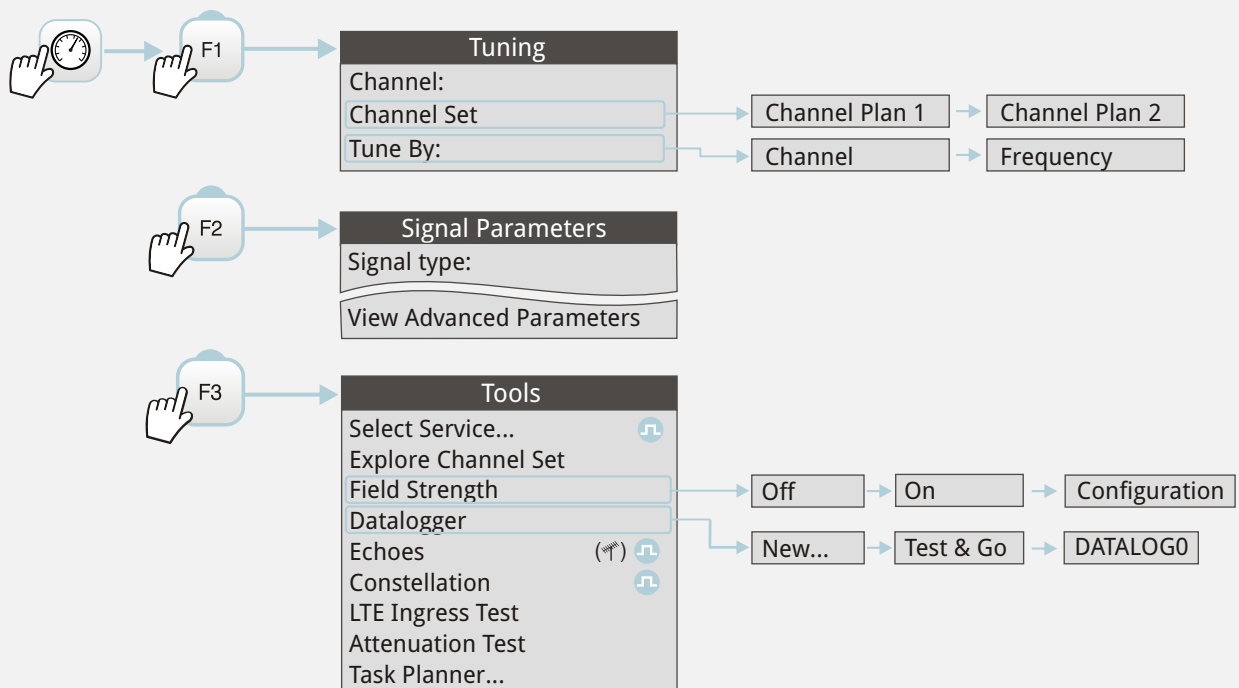 F1
Tuning
Channel:
Channel Set
Channel Plan 1
Channel Plan 2
Tune By:
Channel
Frequency
F2
Signal Parameters
Signal type:
View Advanced Parameters
F3
Tools
Select Service...
Explore Channel Set
Field Strength
Off
On
Configuration
Datalogger
New...
Test & Go
DATALOG0
Echoes
Constellation
LTE Ingress Test
Attenuation Test
Task Planner...